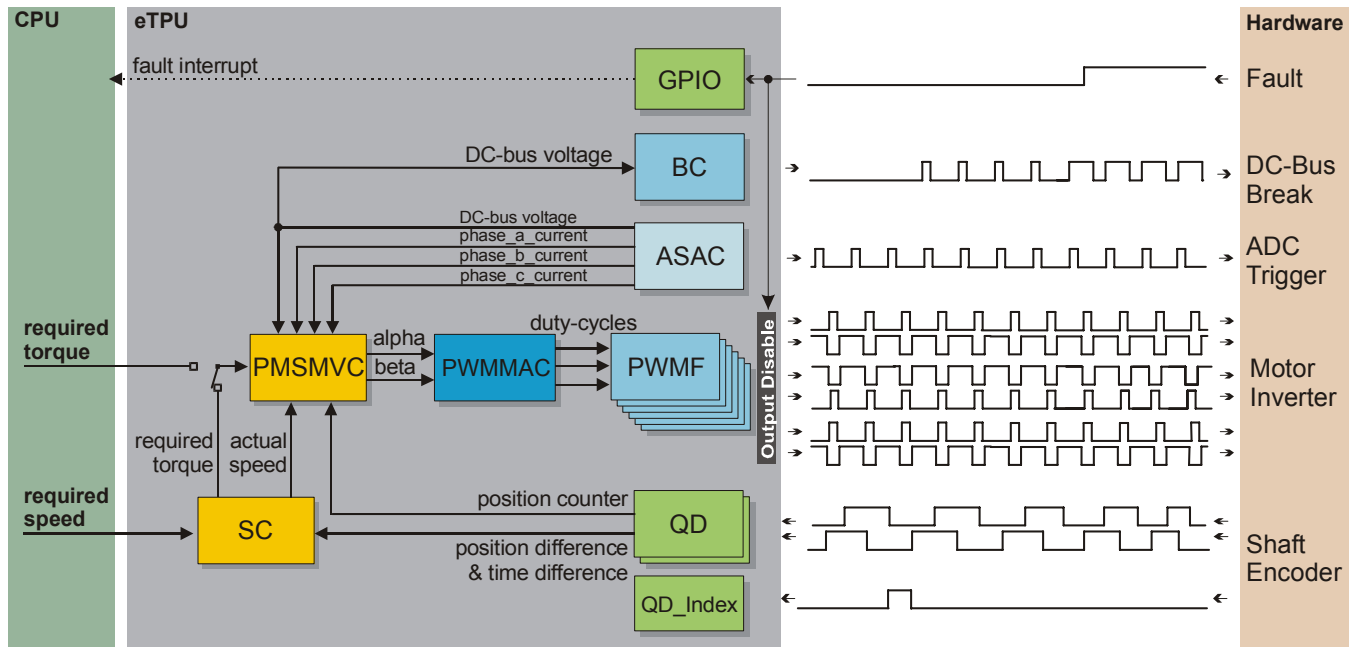 CPU
eTPU
Hardware
fault interrupt
GPIO
Fault
DC-bus voltage
BC
DC-Bus
Break
DC-bus voltage
phase_a_current
phase_b_current
phase_c_current
ASAC
ADC
Trigger
required
torque
PMSMVC
alpha
beta
PWMMAC
duty-cycles
PWMF
Output Disable
Motor
Inverter
required
torque
actual
speed
required
speed
SC
position counter
position difference
& time difference
QD
QD_Index
Shaft
Encoder